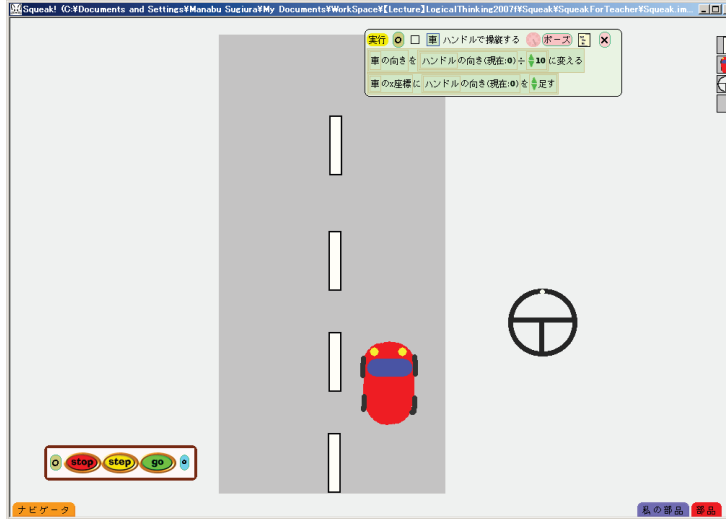 Squeak! (C:¥Documents and Settings¥Manabu Sugiura¥My Documents¥WorkSpace¥【Lecture】LogicalThinking2007f¥Squeak¥SqueakForTeacher¥Squeak.im...
実行 車 ハンドルで操縦する ! ポーズ
車の向きを ハンドルの向き(現在:0)÷10に変える
車のx座標に ハンドルの向き(現在:0)を 足す
stop step go
ナビゲータ 私の部品 部品